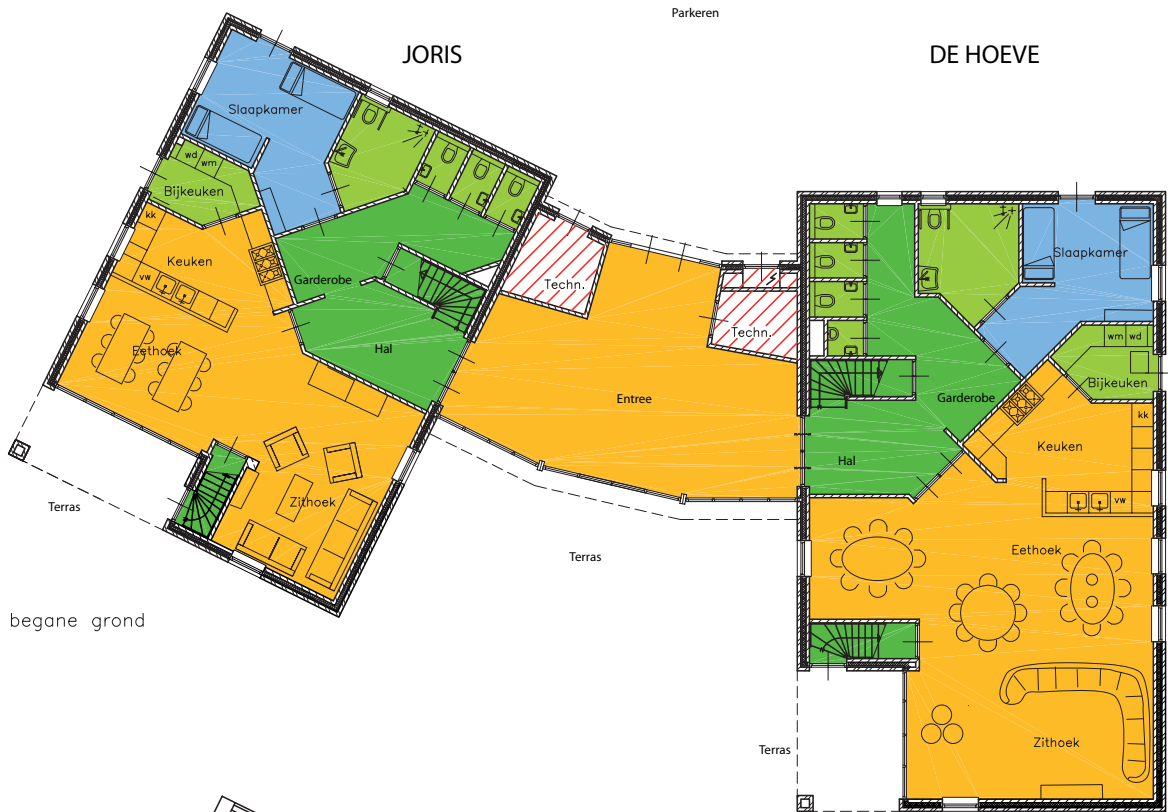 Parkeren
JORIS
DE HOEVE
Slaapkamer
wd
wm
Bijkeuken
kk
Keuken
vw
Garderobe
Techn.
Hal
Eethoek
Zithoek
Terras
Entree
Techn.
Terras
Slaapkamer
wm
wd
Bijkeuken
Garderobe
kk
Keuken
vw
Hal
Eethoek
Zithoek
Terras
begane grond